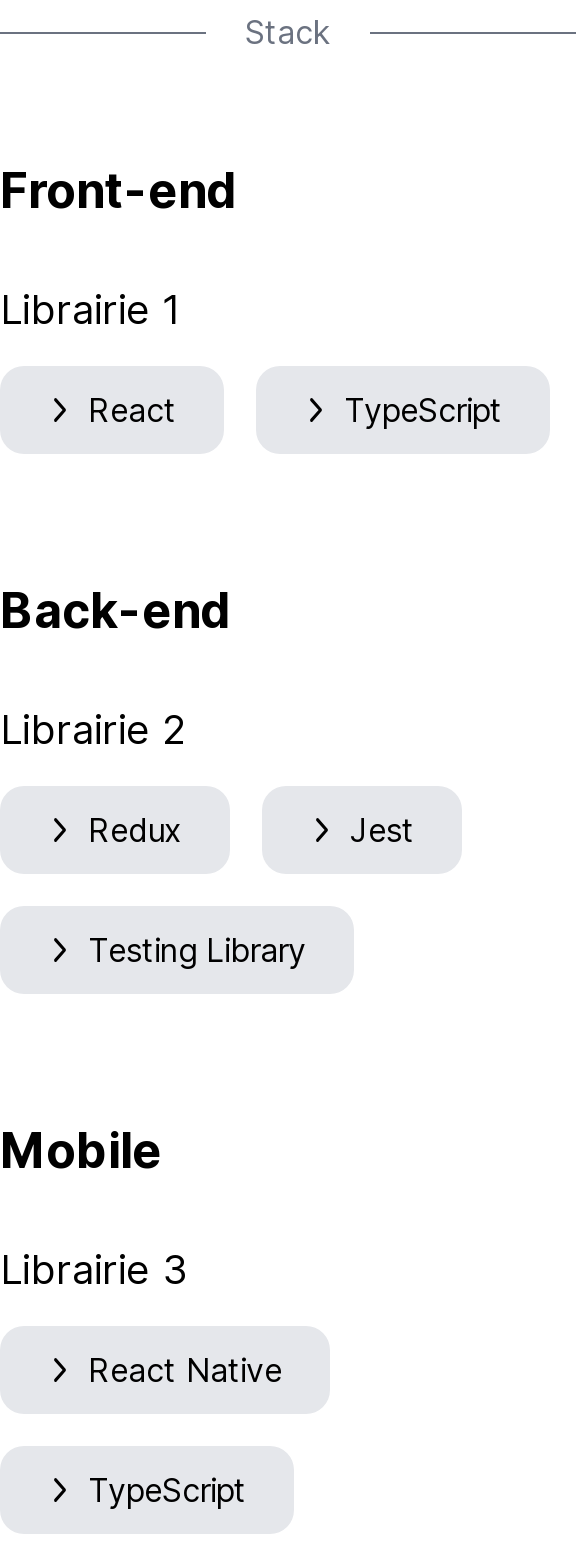 Stack
Front-end
Librairie 1
React
TypeScript
Back-end
Librairie 2
Redux
Jest
Testing Library
Mobile
Librairie 3
React Native
TypeScript